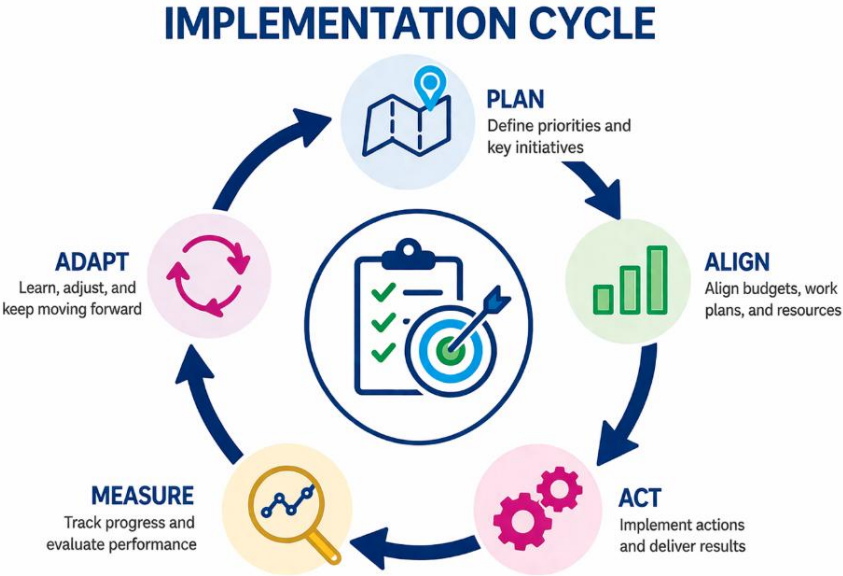 IMPLEMENTATION CYCLE
PLAN
Define priorities and
key initiatives
ALIGN
Align budgets, work
plans, and resources
ACT
Implement actions
and deliver results
MEASURE
Track progress and
evaluate performance
ADAPT
Learn, adjust, and
keep moving forward